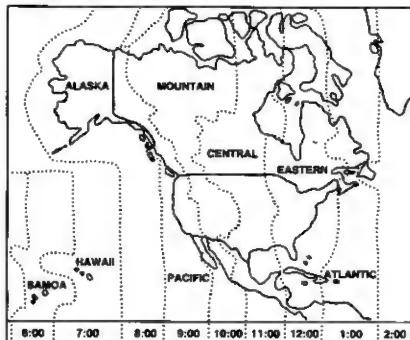 ALASKA MOUNTAIN
CENTRAL
EASTERN
HAWAII
SAMOA
PACIFIC
ATLANTIC
6:00 7:00 8:00 9:00 10:00 11:00 12:00 1:00 2:00